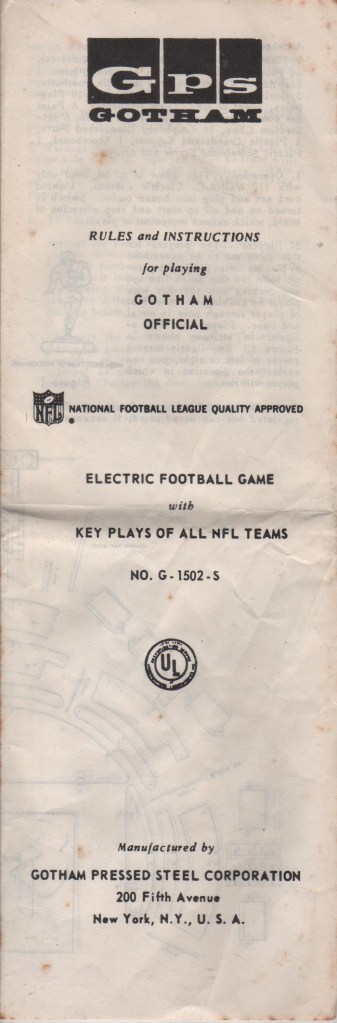 Gps
GOTHAM
RULES and INSTRUCTIONS
for playing
GOTHAM
OFFICIAL
NFL NATIONAL FOOTBALL LEAGUE QUALITY APPROVED
ELECTRIC FOOTBALL GAME
with
KEY PLAYS OF ALL NFL TEAMS
NO. G-1502-S
UL
Manufactured by
GOTHAM PRESSED STEEL CORPORATION
200 Fifth Avenue
New York, N.Y., U. S. A.